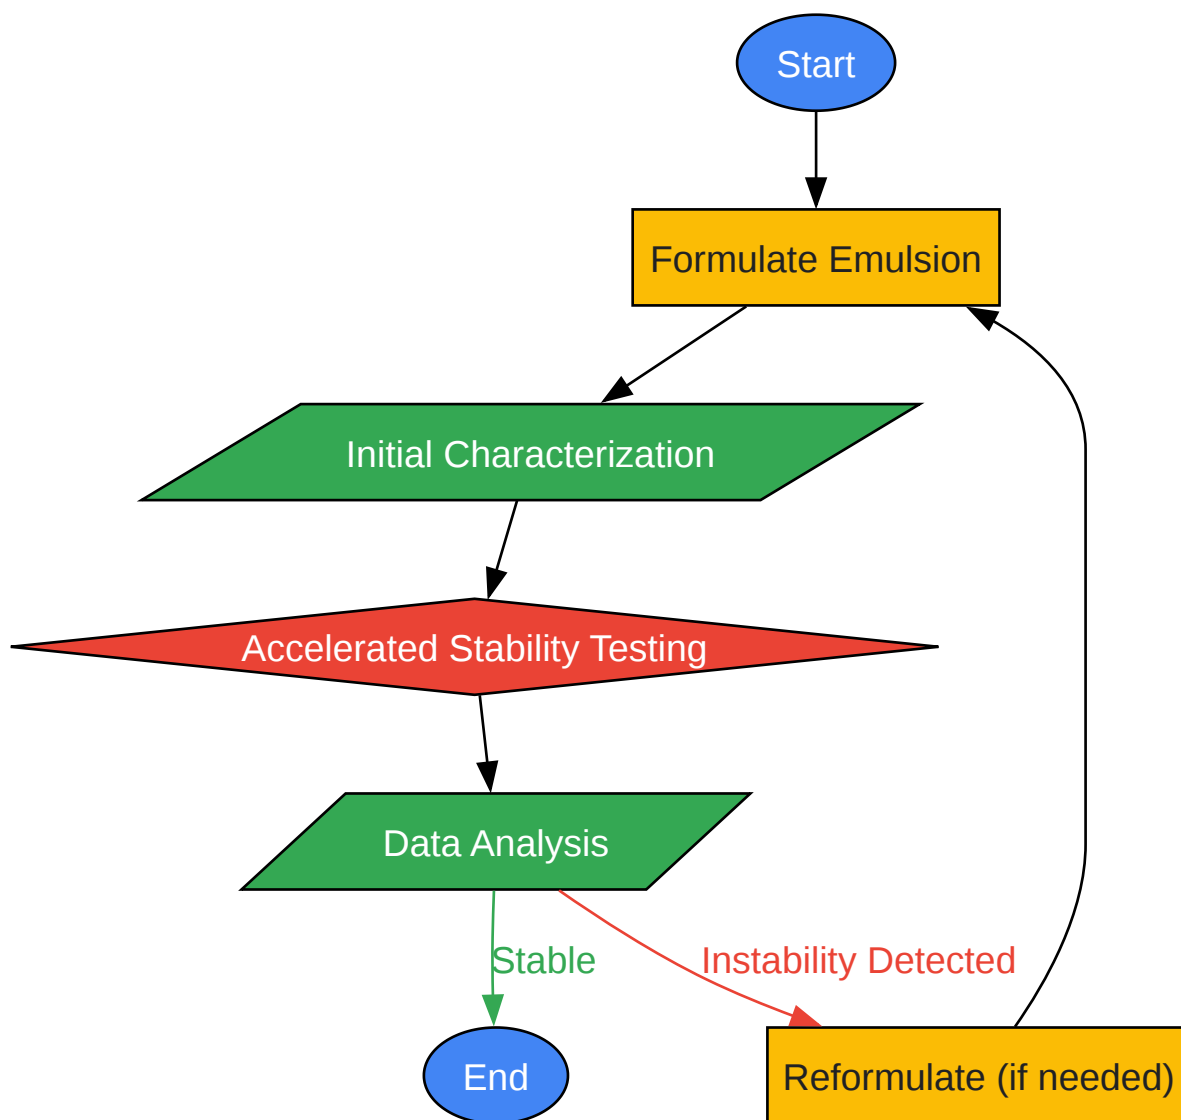 Start
Formulate Emulsion
Initial Characterization
Accelerated Stability Testing
Data Analysis
Stable
Instability Detected
End
Reformulate (if needed)